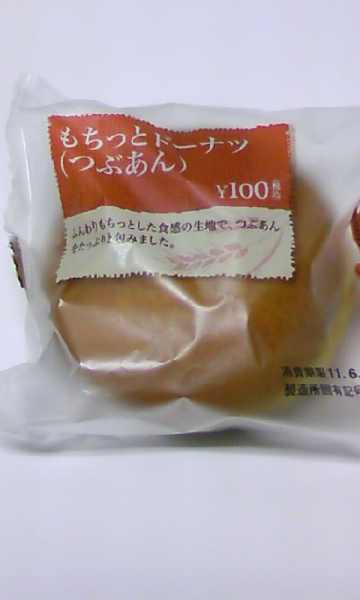 もちっとドーナツ
(つぶあん)
¥100
ふんわりもちっとした食感の生地で、つぶあん
をたっぷりと包みました。
消費期限11.6.
製造所固有記号